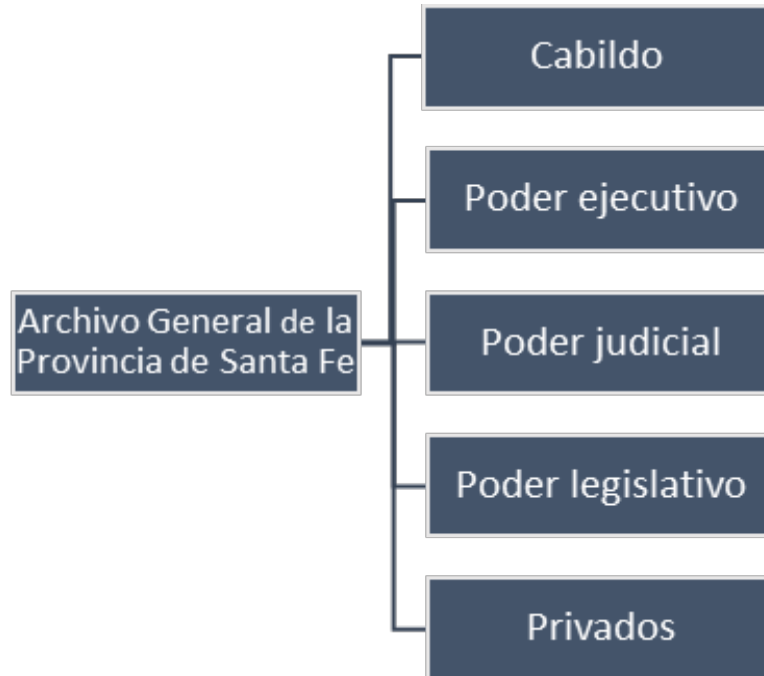 Cabildo
Poder ejecutivo
Archivo General de la
Provincia de Santa Fe
Poder judicial
Poder legislativo
Privados